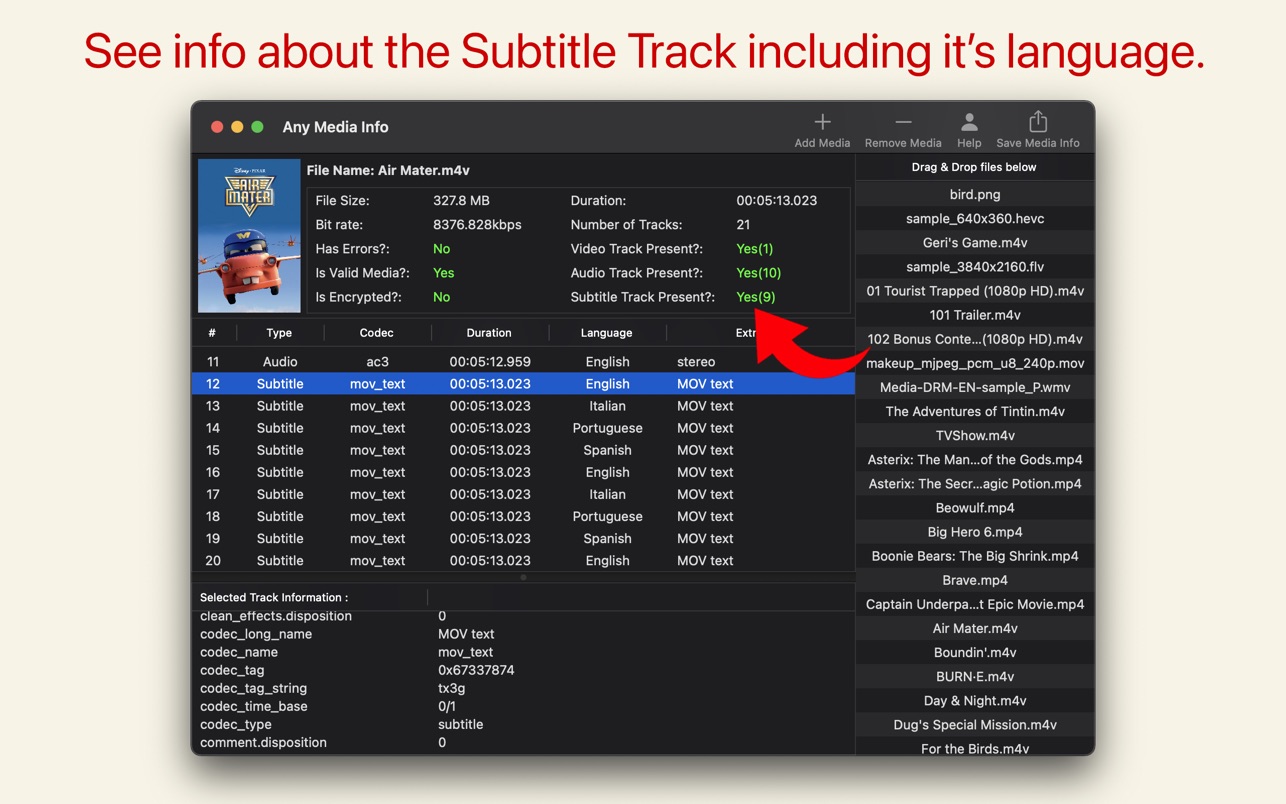 See info about the Subtitle Track including it's language.
Any Media Info
Add Media
Remove Media
Help
Save Media Info
Disney · PIXAR
AIR
MATER
File Name: Air Mater.m4v
File Size: 327.8 MB Duration: 00:05:13.023
Bit rate: 8376.828kbps Number of Tracks: 21
Has Errors?: No Video Track Present?: Yes(1)
Is Valid Media?: Yes Audio Track Present?: Yes(10)
Is Encrypted?: No Subtitle Track Present?: Yes(9)
# Type Codec Duration Language Extr
11 Audio ac3 00:05:12.959 English stereo
12 Subtitle mov_text 00:05:13.023 English MOV text
13 Subtitle mov_text 00:05:13.023 Italian MOV text
14 Subtitle mov_text 00:05:13.023 Portuguese MOV text
15 Subtitle mov_text 00:05:13.023 Spanish MOV text
16 Subtitle mov_text 00:05:13.023 English MOV text
17 Subtitle mov_text 00:05:13.023 Italian MOV text
18 Subtitle mov_text 00:05:13.023 Portuguese MOV text
19 Subtitle mov_text 00:05:13.023 Spanish MOV text
20 Subtitle mov_text 00:05:13.023 English MOV text
Selected Track Information :
clean_effects.disposition 0
codec_long_name MOV text
codec_name mov_text
codec_tag 0x67337874
codec_tag_string tx3g
codec_time_base 0/1
codec_type subtitle
comment.disposition 0
Drag & Drop files below
bird.png
sample_640x360.hevc
Geri's Game.m4v
sample_3840x2160.flv
01 Tourist Trapped (1080p HD).m4v
101 Trailer.m4v
102 Bonus Conte...(1080p HD).m4v
makeup_mjpeg_pcm_u8_240p.mov
Media-DRM-EN-sample_P.wmv
The Adventures of Tintin.m4v
TVShow.m4v
Asterix: The Man...of the Gods.mp4
Asterix: The Secr...agic Potion.mp4
Beowulf.mp4
Big Hero 6.mp4
Boonie Bears: The Big Shrink.mp4
Brave.mp4
Captain Underpa...t Epic Movie.mp4
Air Mater.m4v
Boundin'.m4v
BURN·E.m4v
Day & Night.m4v
Dug's Special Mission.m4v
For the Birds.m4v